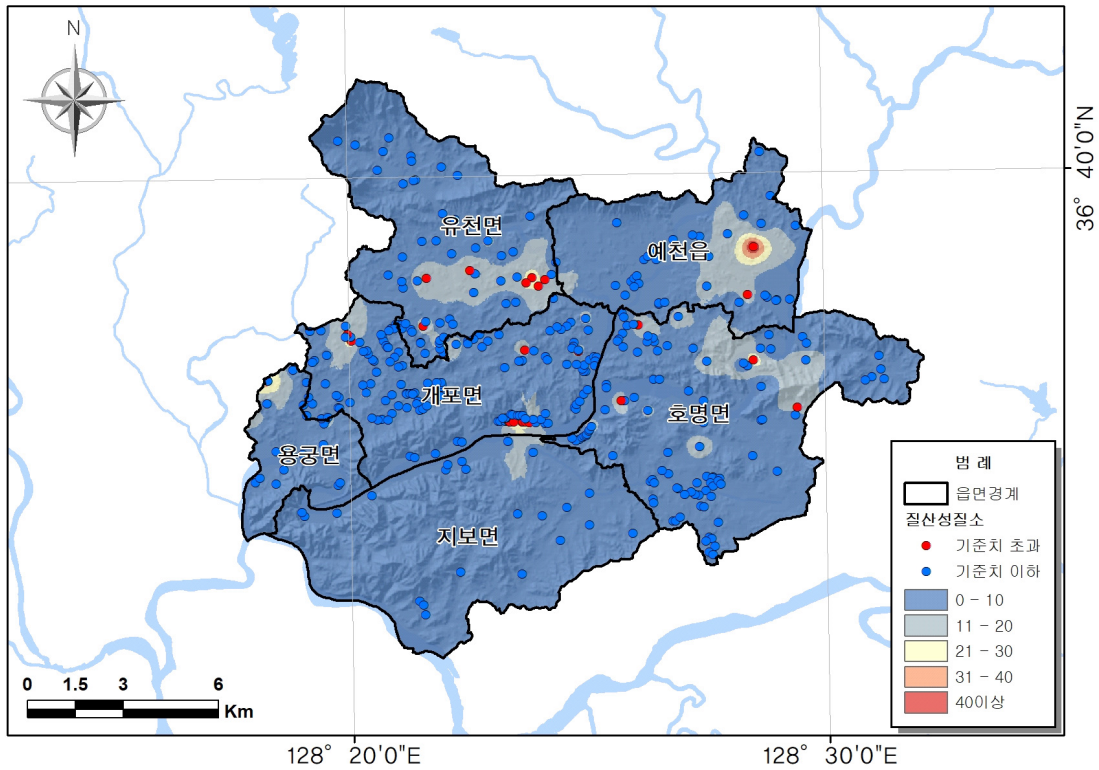 N
40′0"N
36°
유천면
예천읍
개포면
호명면
용궁면
지보면
범 례
읍면경계
질산성질소
기준치 초과
기준치 이하
0 - 10
11 - 20
21 - 30
31 - 40
40이상
0 1.5 3 6
Km
128° 20′0"E
128° 30′0"E